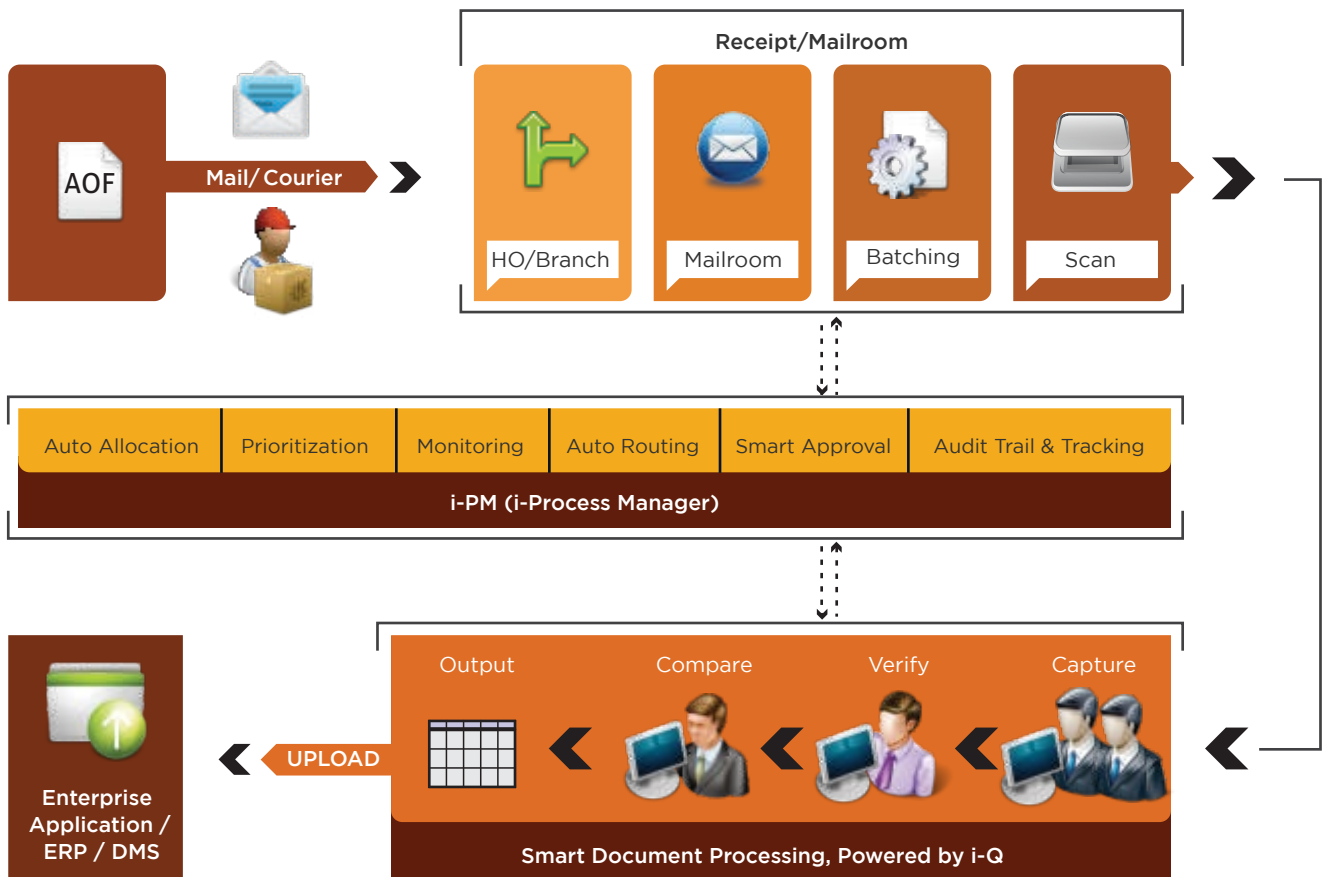 Receipt/Mailroom
AOF
Mail/ Courier
HO/Branch
Mailroom
Batching
Scan
Auto Allocation
Prioritization
Monitoring
Auto Routing
Smart Approval
Audit Trail & Tracking
i-PM (i-Process Manager)
Output
Compare
Verify
Capture
UPLOAD
Enterprise
Application /
ERP / DMS
Smart Document Processing, Powered by i-Q